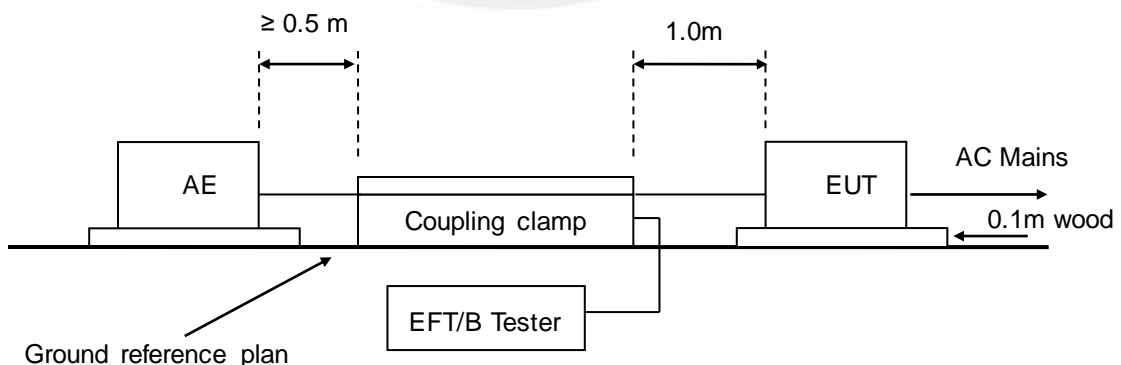 ≥ 0.5 m
1.0m
AE
EUT
AC Mains
Coupling clamp
0.1m wood
EFT/B Tester
Ground reference plan